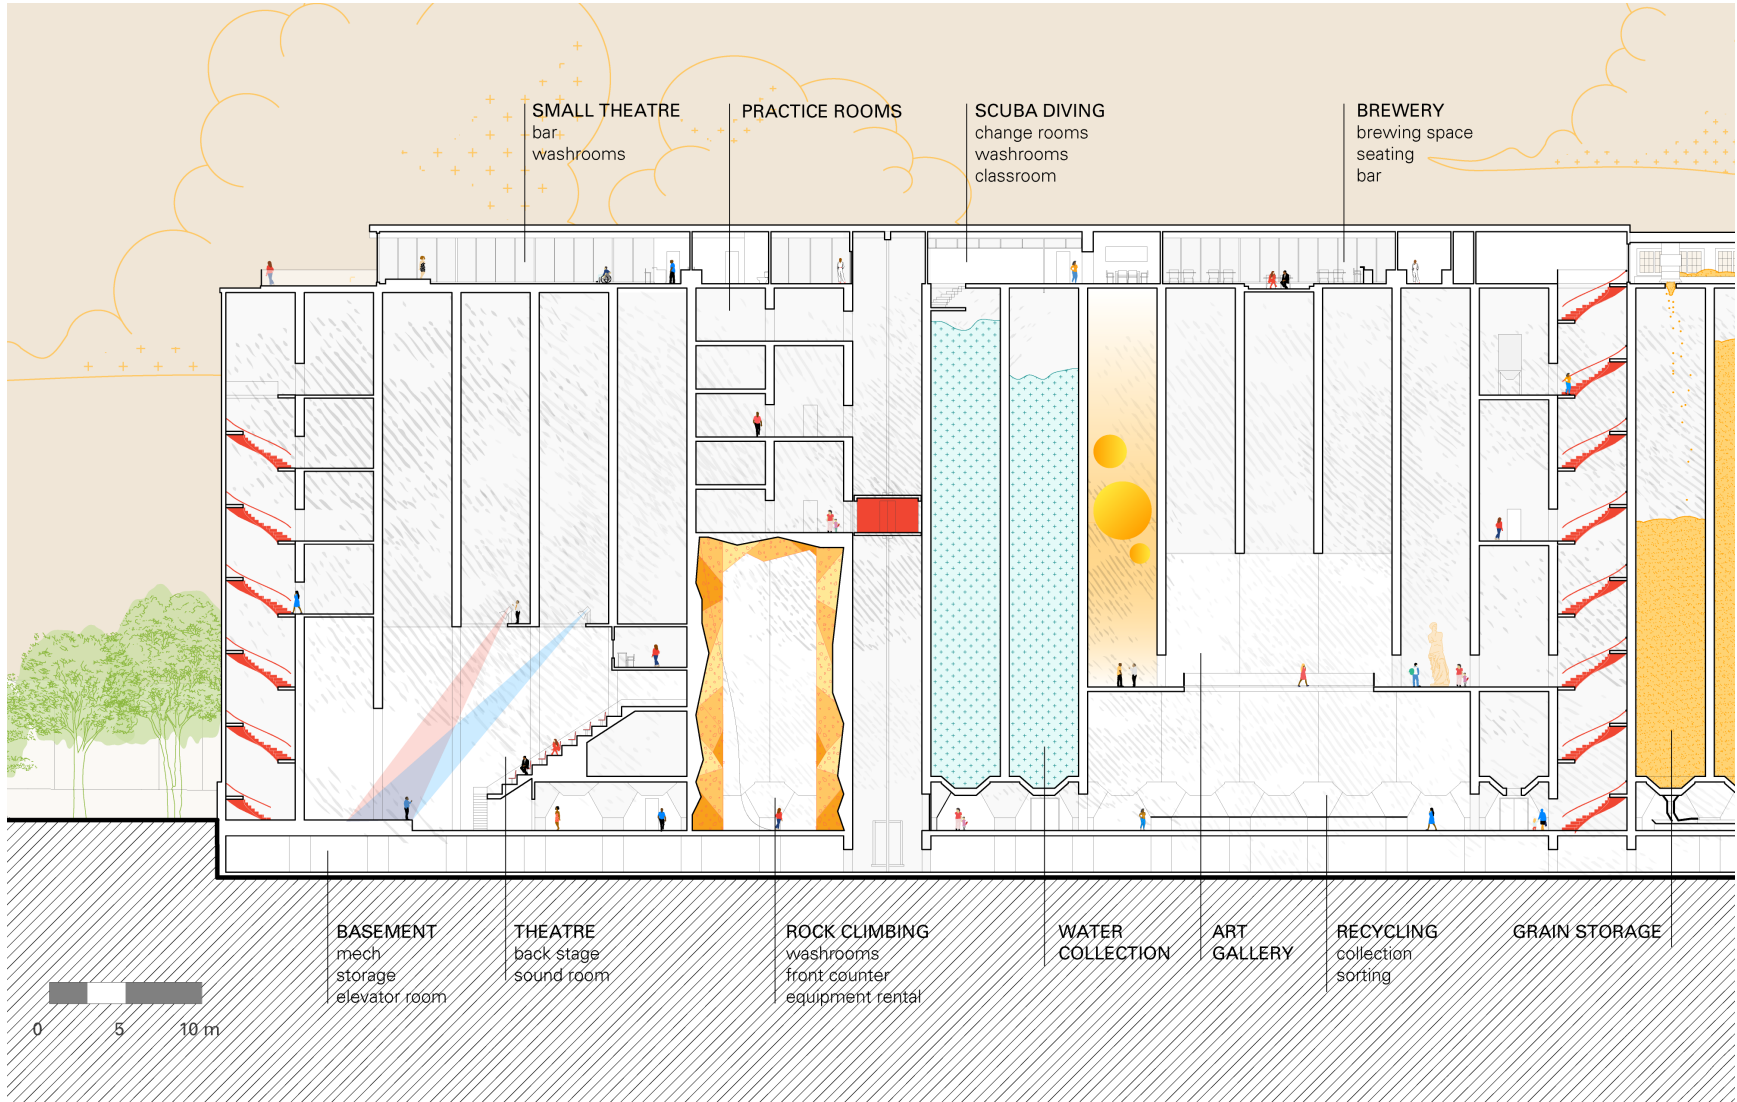 SMALL THEATRE
bar
washrooms
PRACTICE ROOMS
SCUBA DIVING
change rooms
washrooms
classroom
BREWERY
brewing space
seating
bar
BASEMENT
mech
storage
elevator room
THEATRE
back stage
sound room
ROCK CLIMBING
washrooms
front counter
equipment rental
WATER
COLLECTION
ART
GALLERY
RECYCLING
collection
sorting
GRAIN STORAGE
0 5 10 m